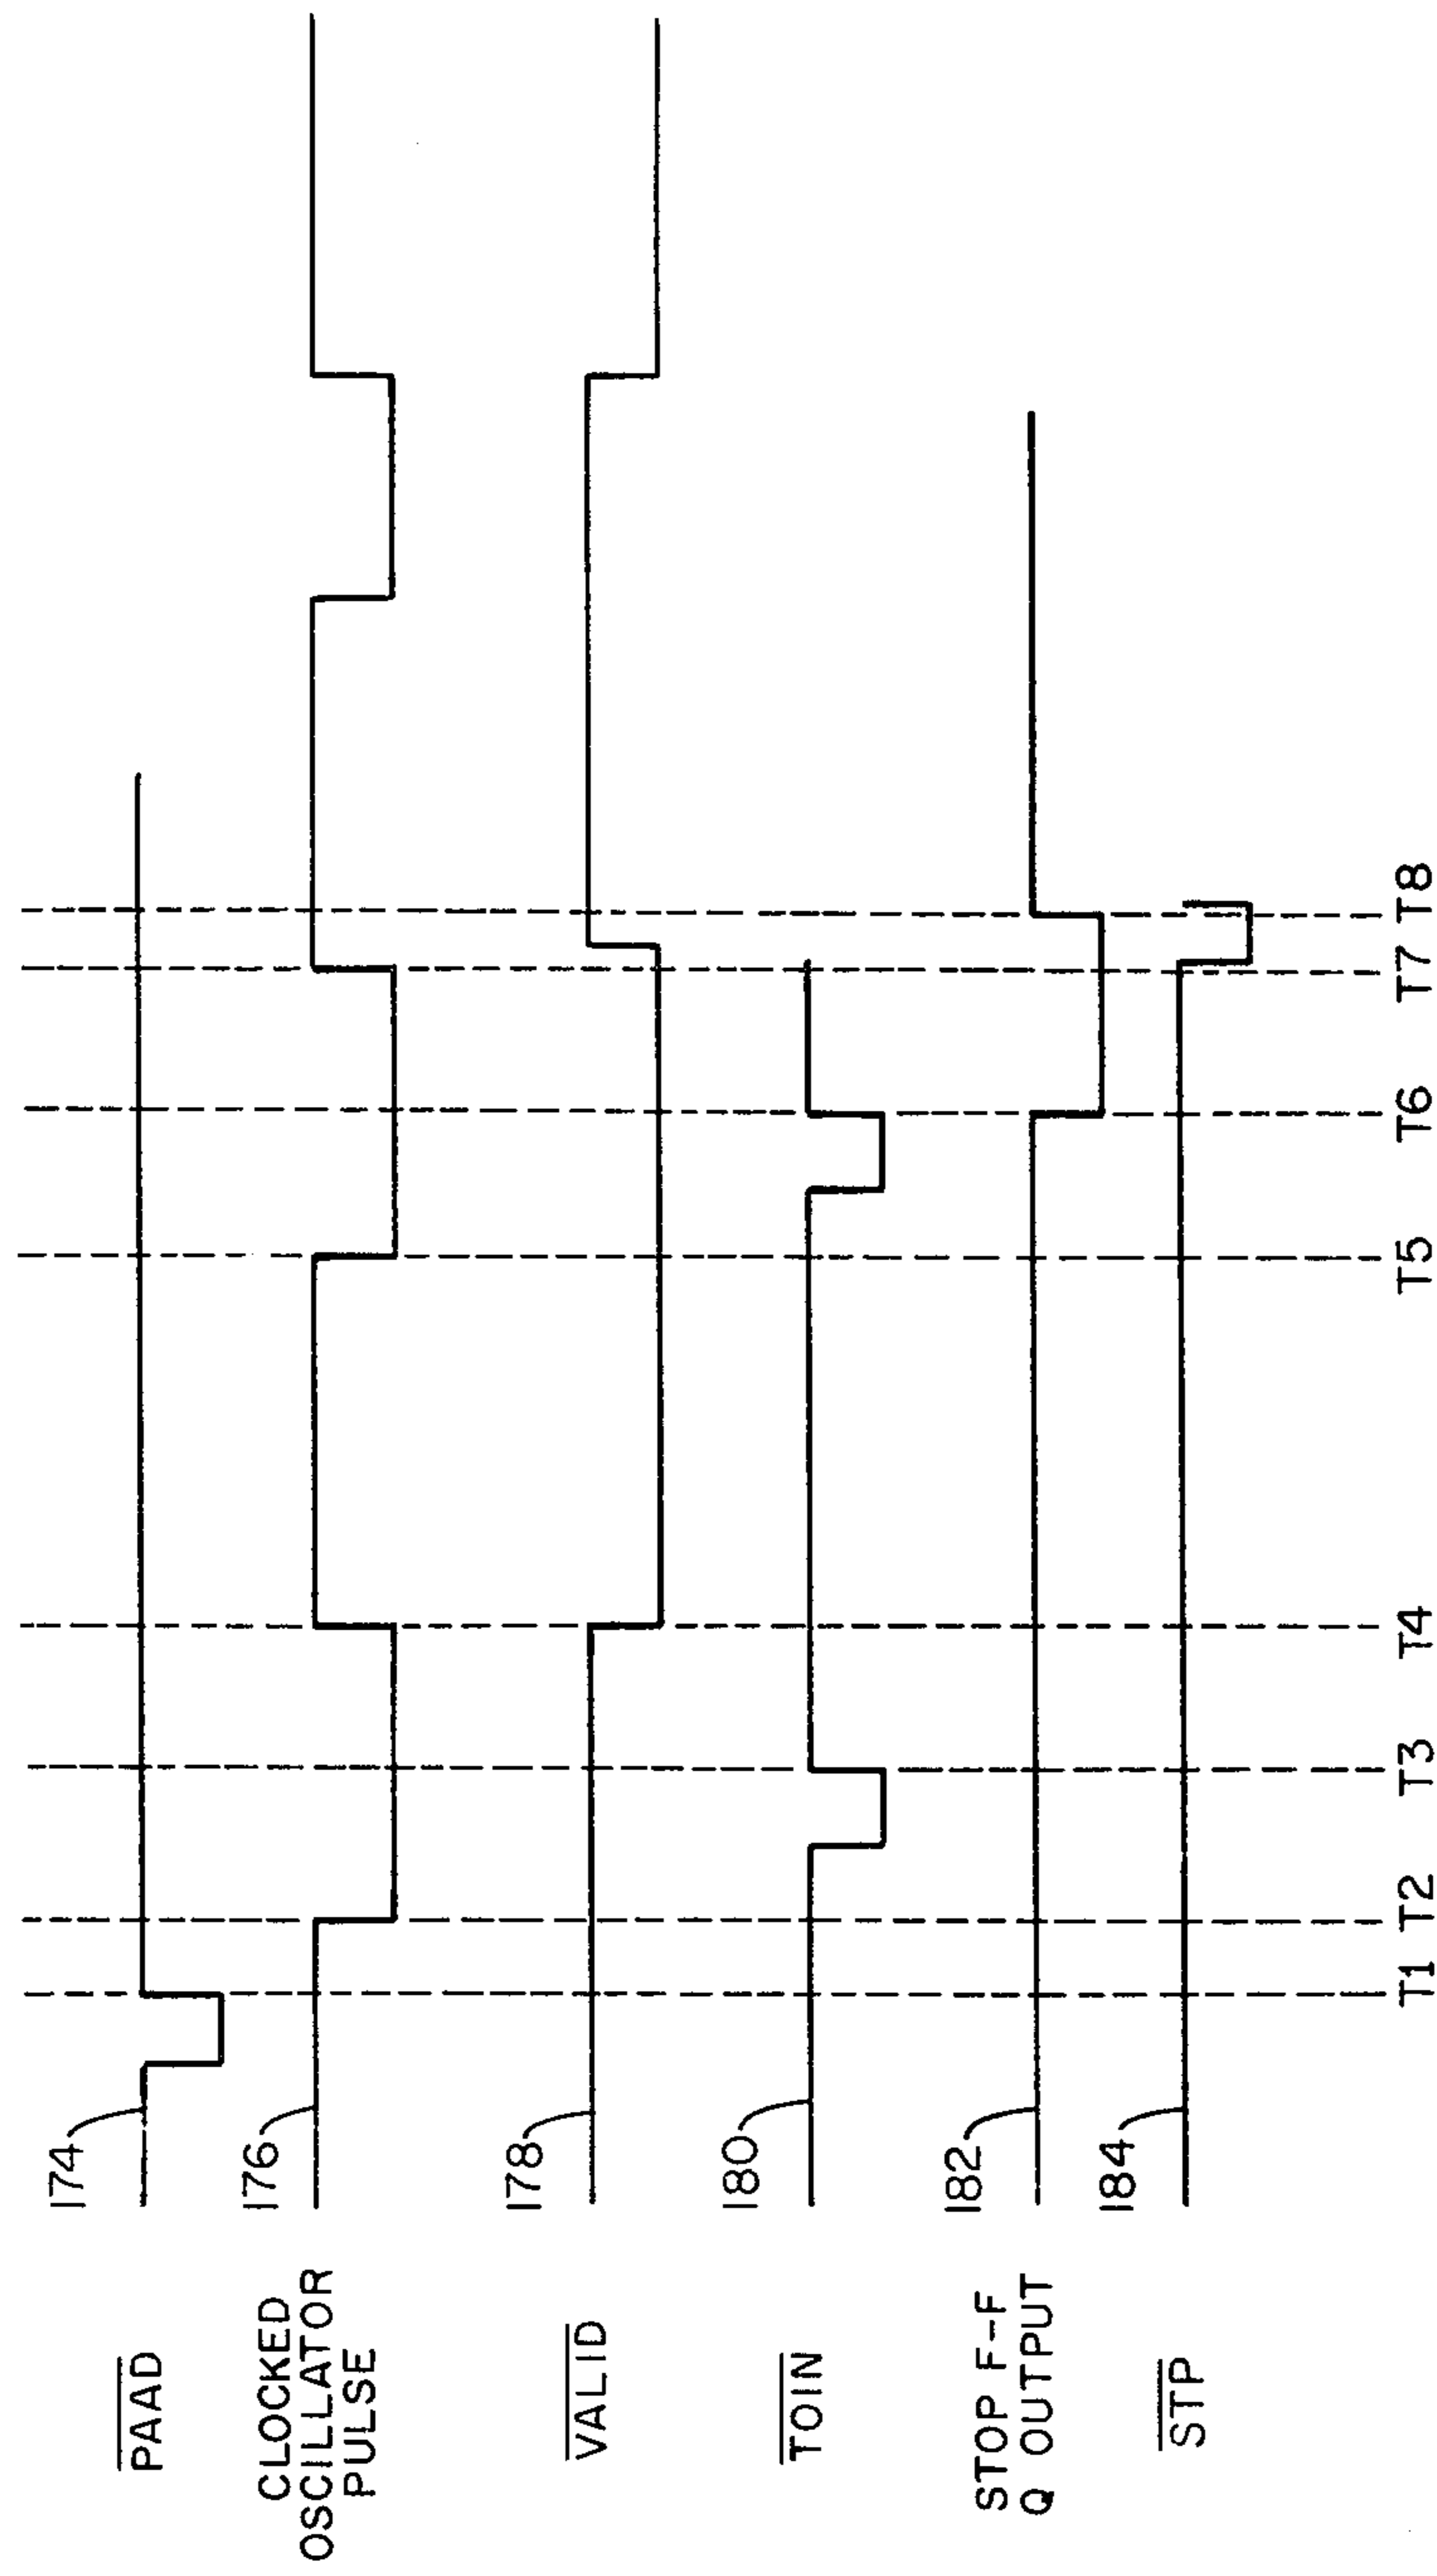 174
PAAD
176
CLOCKED
OSCILLATOR
PULSE
178
VALID
180
TOIN
182
STOP F-F
Q OUTPUT
184
STP
T1 T2 T3 T4 T5 T6 T7 T8